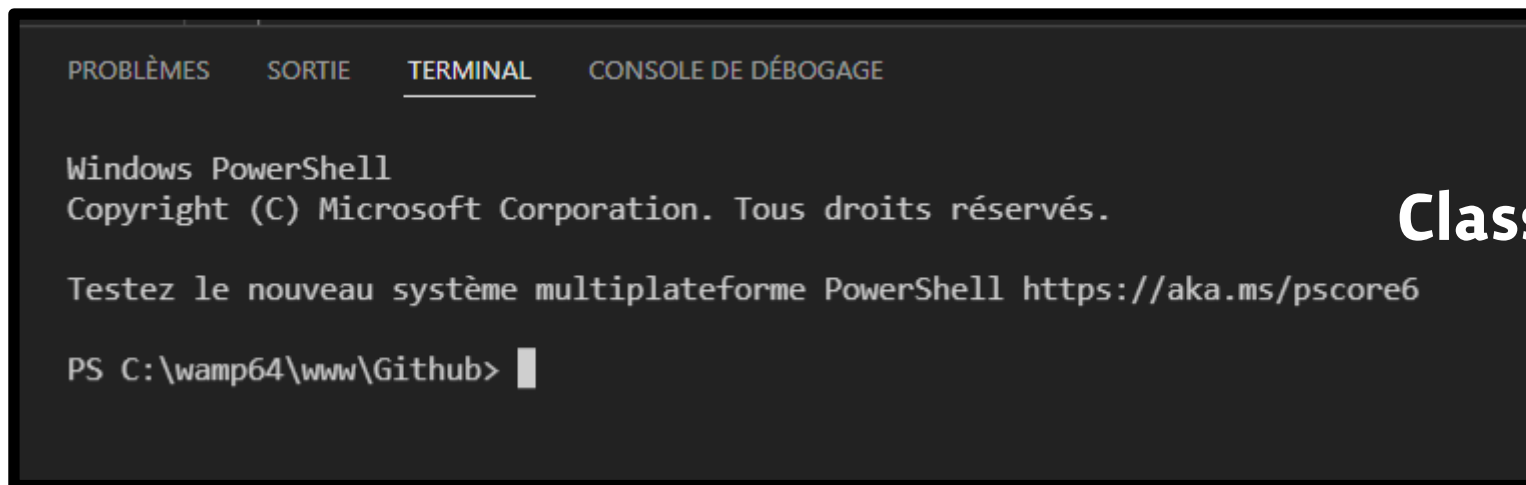 PROBLÈMES SORTIE TERMINAL CONSOLE DE DÉBOGAGE
Windows PowerShell
Copyright (C) Microsoft Corporation. Tous droits réservés.
Testez le nouveau système multiplateforme PowerShell https://aka.ms/pscore6
PS C:\wamp64\www\Github>